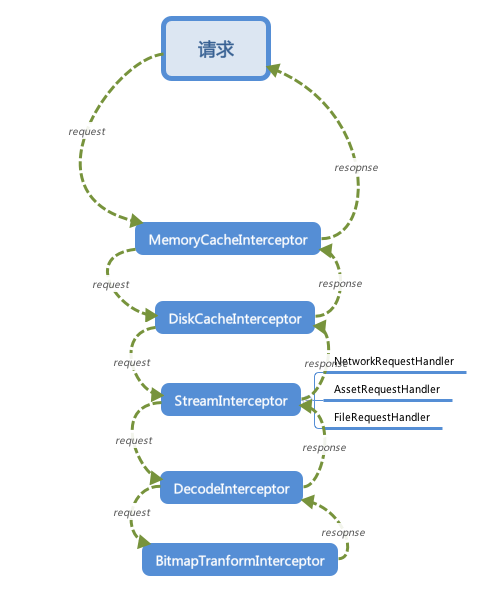 请求
request
resopnse
MemoryCacheInterceptor
request
response
DiskCacheInterceptor
request
response
NetworkRequestHandler
AssetRequestHandler
StreamInterceptor
FileRequestHandler
request
response
DecodeInterceptor
request
resopnse
BitmapTranformInterceptor